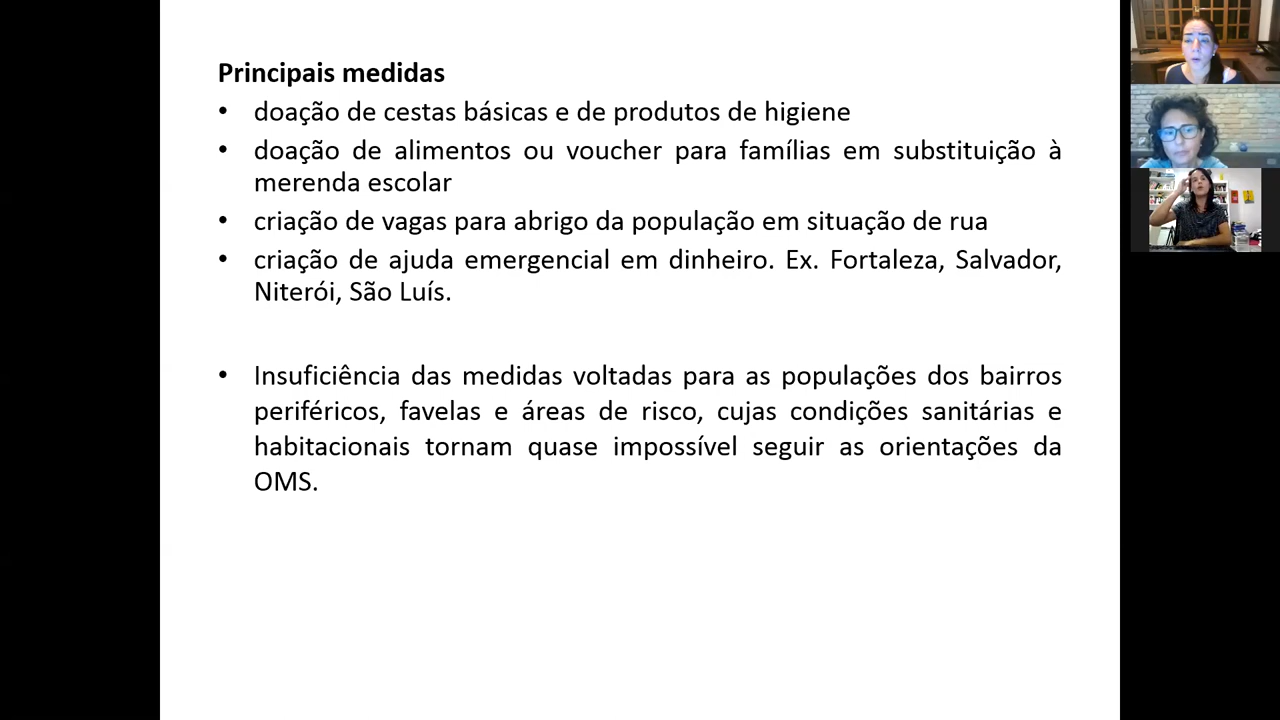 Principais medidas
• doação de cestas básicas e de produtos de higiene
• doação de alimentos ou voucher para famílias em substituição à
merenda escolar
• criação de vagas para abrigo da população em situação de rua
• criação de ajuda emergencial em dinheiro. Ex. Fortaleza, Salvador,
Niterói, São Luís.
• Insuficiência das medidas voltadas para as populações dos bairros
periféricos, favelas e áreas de risco, cujas condições sanitárias e
habitacionais tornam quase impossível seguir as orientações da
OMS.